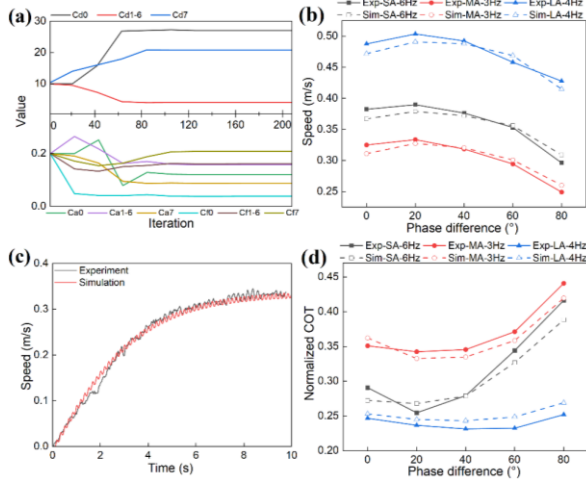 (a)
Cd0 Cd1-6 Cd7
30
20
10
Value
0 40 80 120 160 200
0.2
0.0
Ca0 Ca1-6 Ca7 Cf0 Cf1-6 Cf7
Iteration
(b)
Exp-SA-6Hz Exp-MA-3Hz Exp-LA-4Hz
Sim-SA-6Hz Sim-MA-3Hz Sim-LA-4Hz
0.50
0.45
0.40
0.35
0.30
0.25
Speed (m/s)
0 20 40 60 80
Phase difference (°)
(c)
Experiment
Simulation
0.4
0.3
0.2
0.1
0.0
Speed (m/s)
0 2 4 6 8 10
Time (s)
(d)
Exp-SA-6Hz Exp-MA-3Hz Exp-LA-4Hz
Sim-SA-6Hz Sim-MA-3Hz Sim-LA-4Hz
0.45
0.40
0.35
0.30
0.25
0.20
Normalized COT
0 20 40 60 80
Phase difference (°)